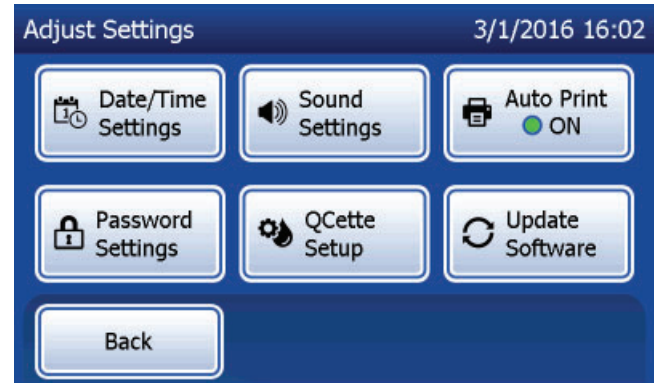 Adjust Settings 3/1/2016 16:02
Date/Time
Settings
Sound
Settings
Auto Print
ON
Password
Settings
QCette
Setup
Update
Software
Back